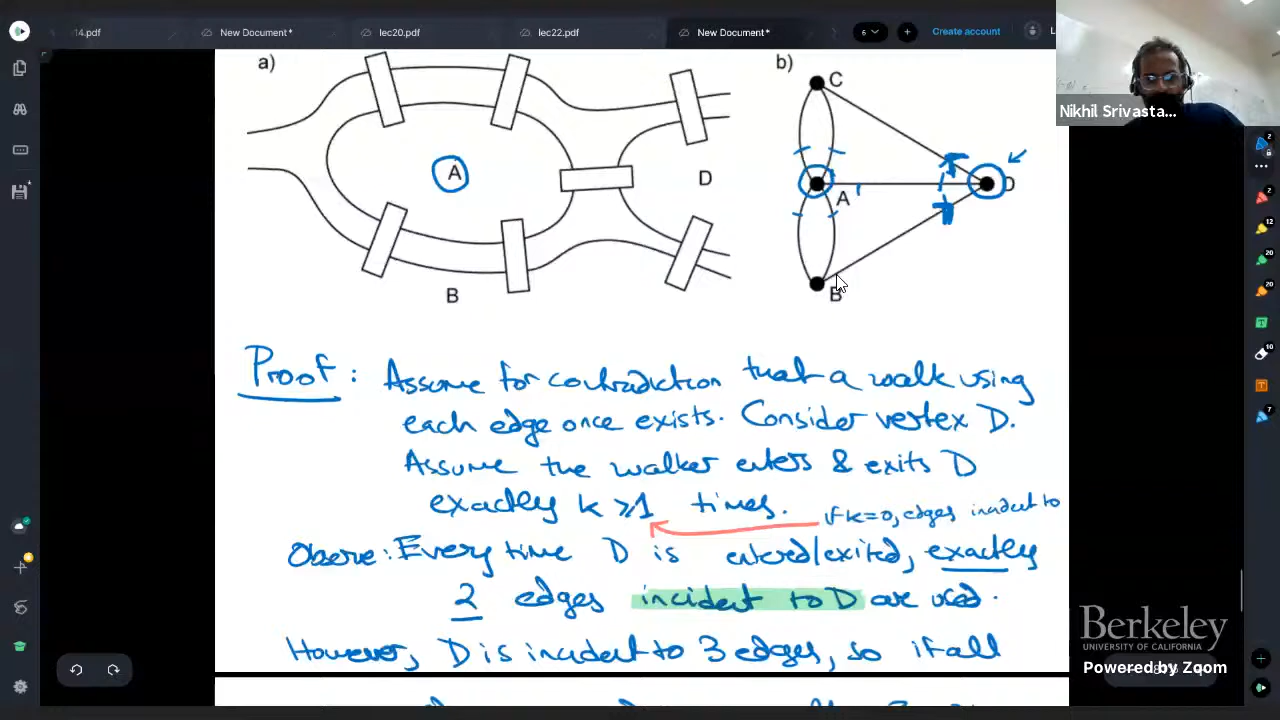 14.pdf
New Document*
lec20.pdf
lec22.pdf
New Document*
6
Create account
Nikhil Srivasta...
a)
b)
C
A
D
D
A
B
B
Proof: Assume for contradiction that a walk using
each edge once exists. Consider vertex D.
Assume the walker enters & exits D
exactly k ≥ 1 times.
if k=0, edges incident to
Observe: Every time D is entered/exited, exactly
2 edges incident to D are used.
However, D is incident to 3 edges, so if all
Berkeley
UNIVERSITY OF CALIFORNIA
Powered by Zoom